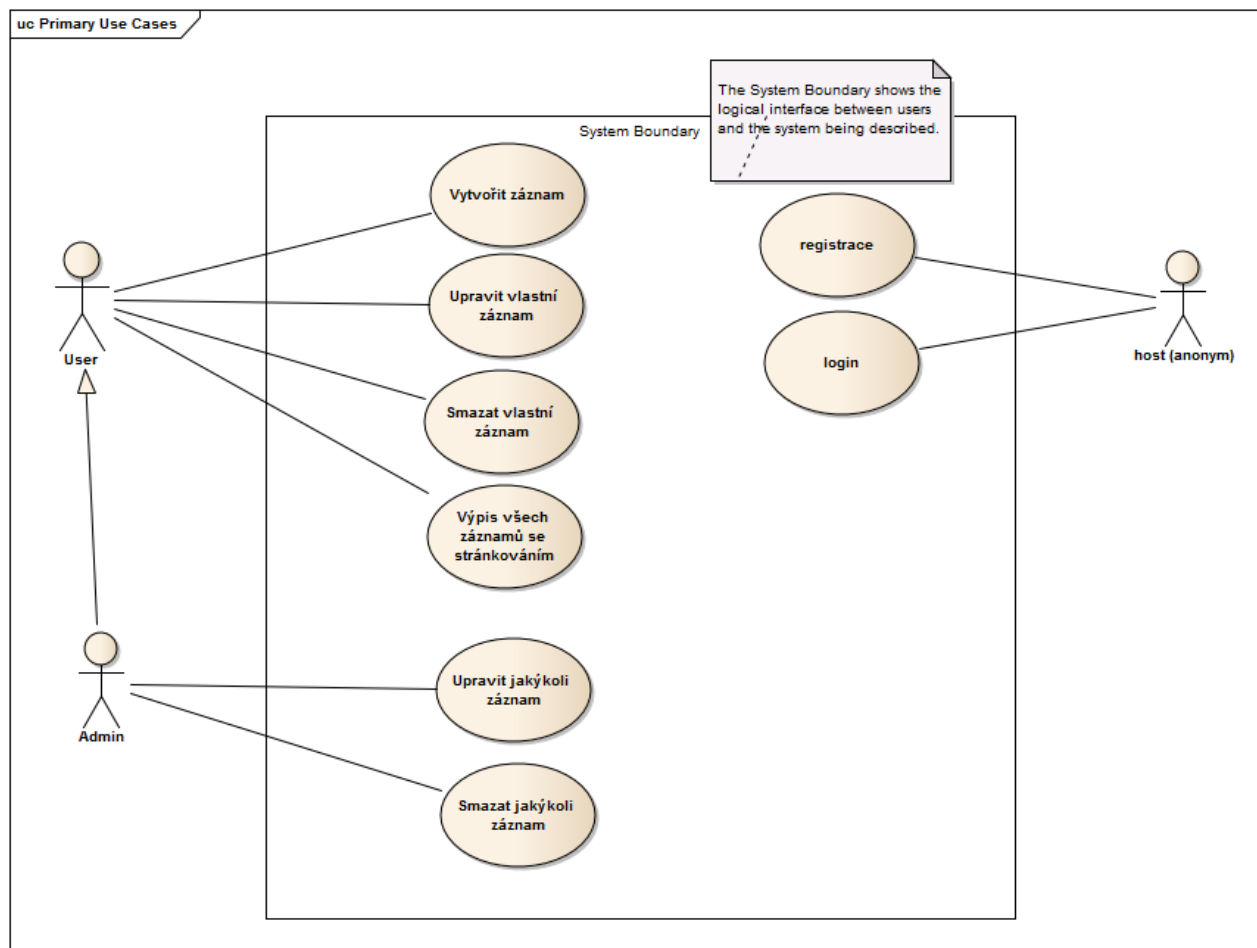 uc Primary Use Cases
The System Boundary shows the
logical interface between users
and the system being described.
System Boundary
Vytvořit záznam
registrace
Upravit vlastní
záznam
login
host (anonym)
User
Smazat vlastní
záznam
Výpis všech
záznamů se
stránkováním
Upravit jakýkoli
záznam
Admin
Smazat jakýkoli
záznam